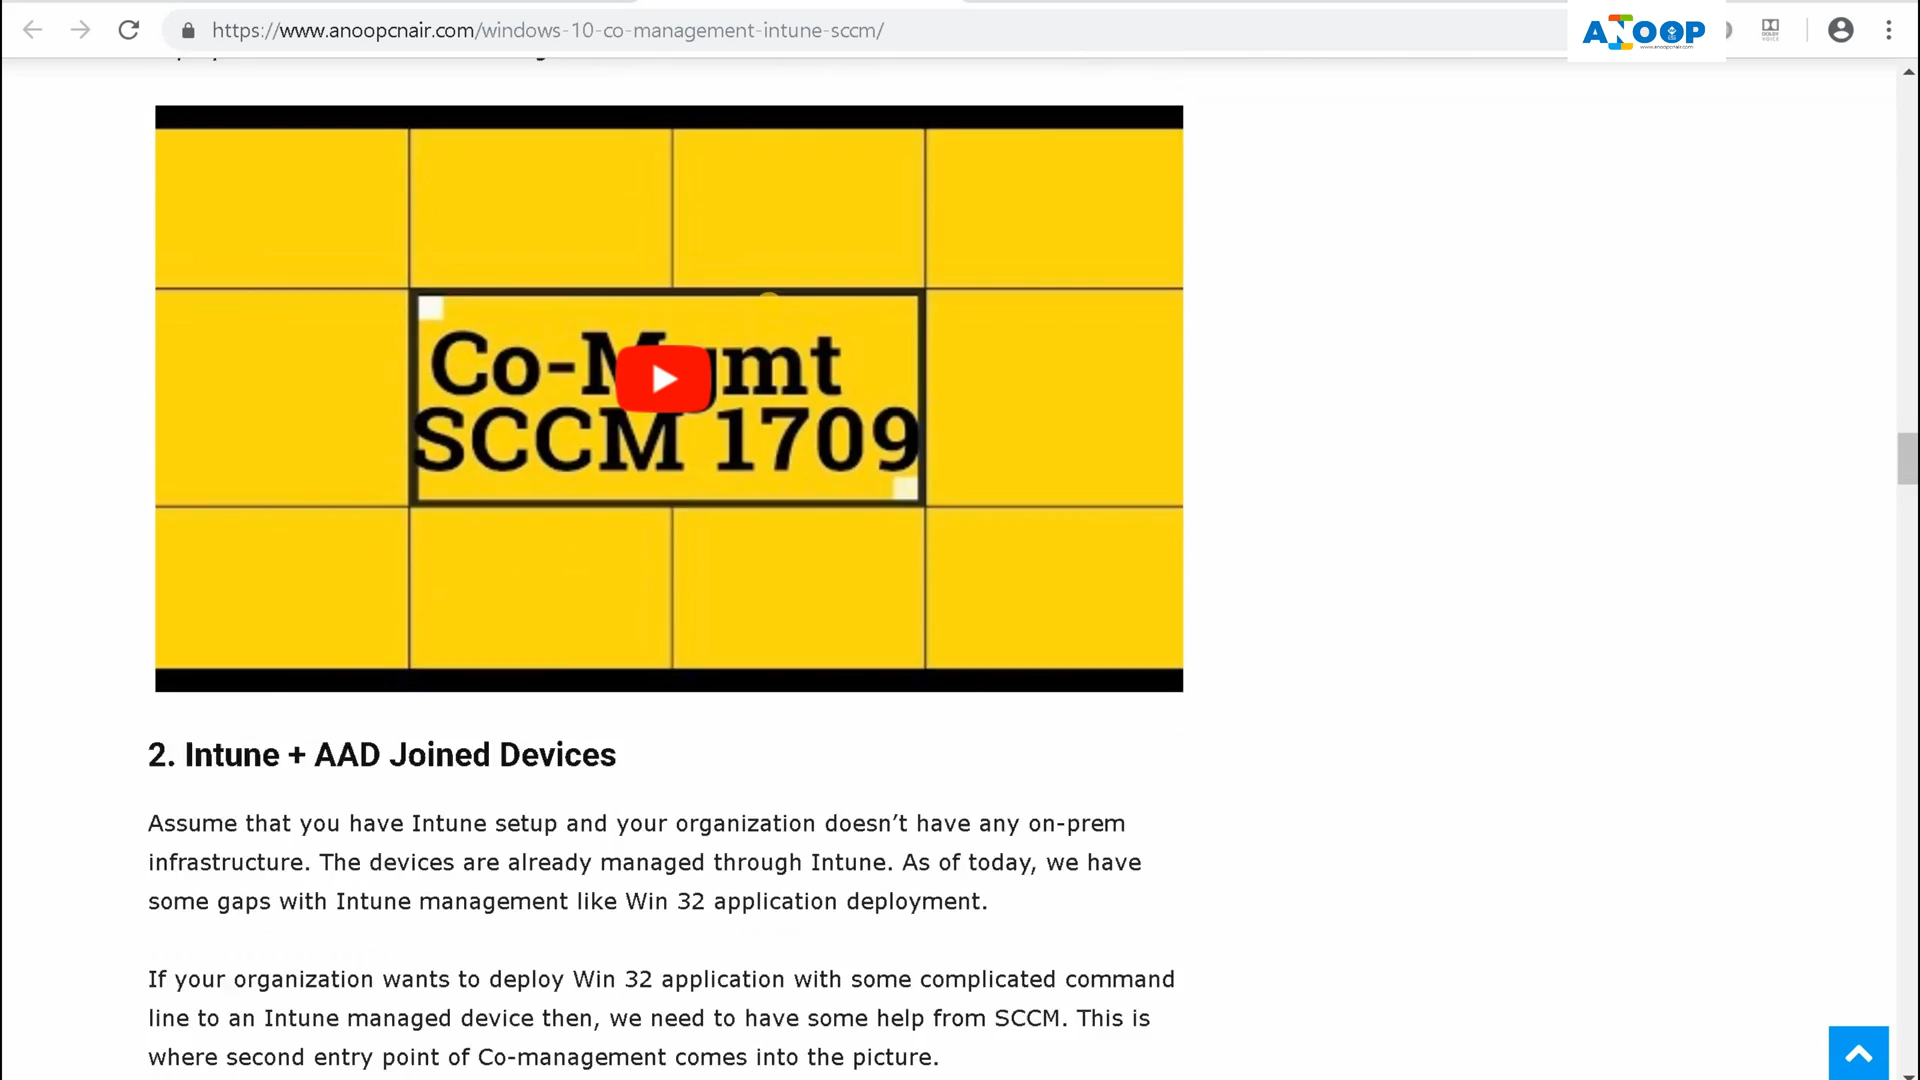 https://www.anoopcnair.com/windows-10-co-management-intune-sccm/
ANOOP
www.anoopcnair.com
DOLBY
VOICE
Co-Mgmt
SCCM 1709
2. Intune + AAD Joined Devices
Assume that you have Intune setup and your organization doesn’t have any on-prem
infrastructure. The devices are already managed through Intune. As of today, we have
some gaps with Intune management like Win 32 application deployment.
If your organization wants to deploy Win 32 application with some complicated command
line to an Intune managed device then, we need to have some help from SCCM. This is
where second entry point of Co-management comes into the picture.